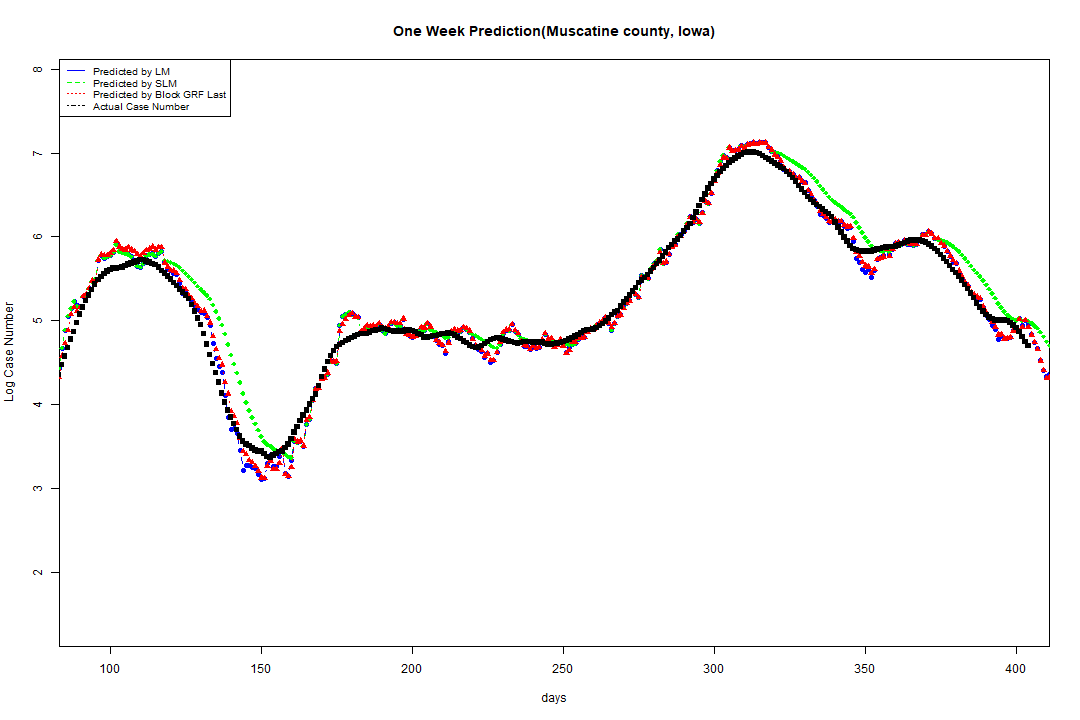 One Week Prediction(Muscatine county, Iowa)
Predicted by LM
Predicted by SLM
Predicted by Block GRF Last
Actual Case Number
8
7
6
5
4
3
2
Log Case Number
100 150 200 250 300 350 400
days